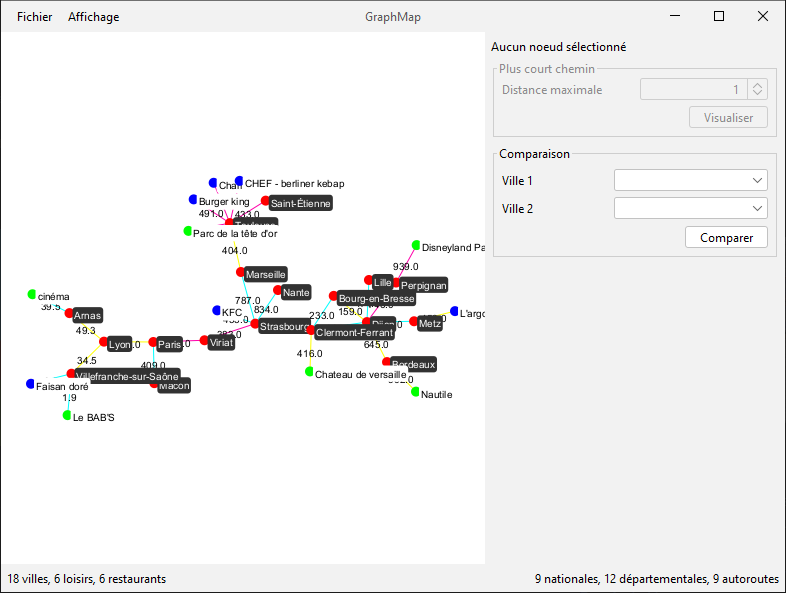 Fichier Affichage GraphMap
Aucun noeud sélectionné
Plus court chemin
Distance maximale 1
Visualiser
Comparaison
Ville 1
Ville 2
Comparer
CHEF - berliner kebap
Burger king
Saint-Étienne
491.0 433.0
Parc de la tête d'or
404.0
Disneyland
939.0
Marseille
Lille
Perpignan
Nante
787.0
Bourg-en-Bresse
cinéma
39.5
834.0
KFC
159.0
L'argo
Arnas
233.0
Metz
Strasbourg
49.3
Clermont-Ferrant
Lyon
Paris
Viriat
645.0
416.0
34.5
409.0
Bordeaux
Villefranche-sur-Saône
Chateau de versaille
Macon
Faisan doré
1.9
Nautile
Le BAB'S
18 villes, 6 loisirs, 6 restaurants
9 nationales, 12 départementales, 9 autoroutes